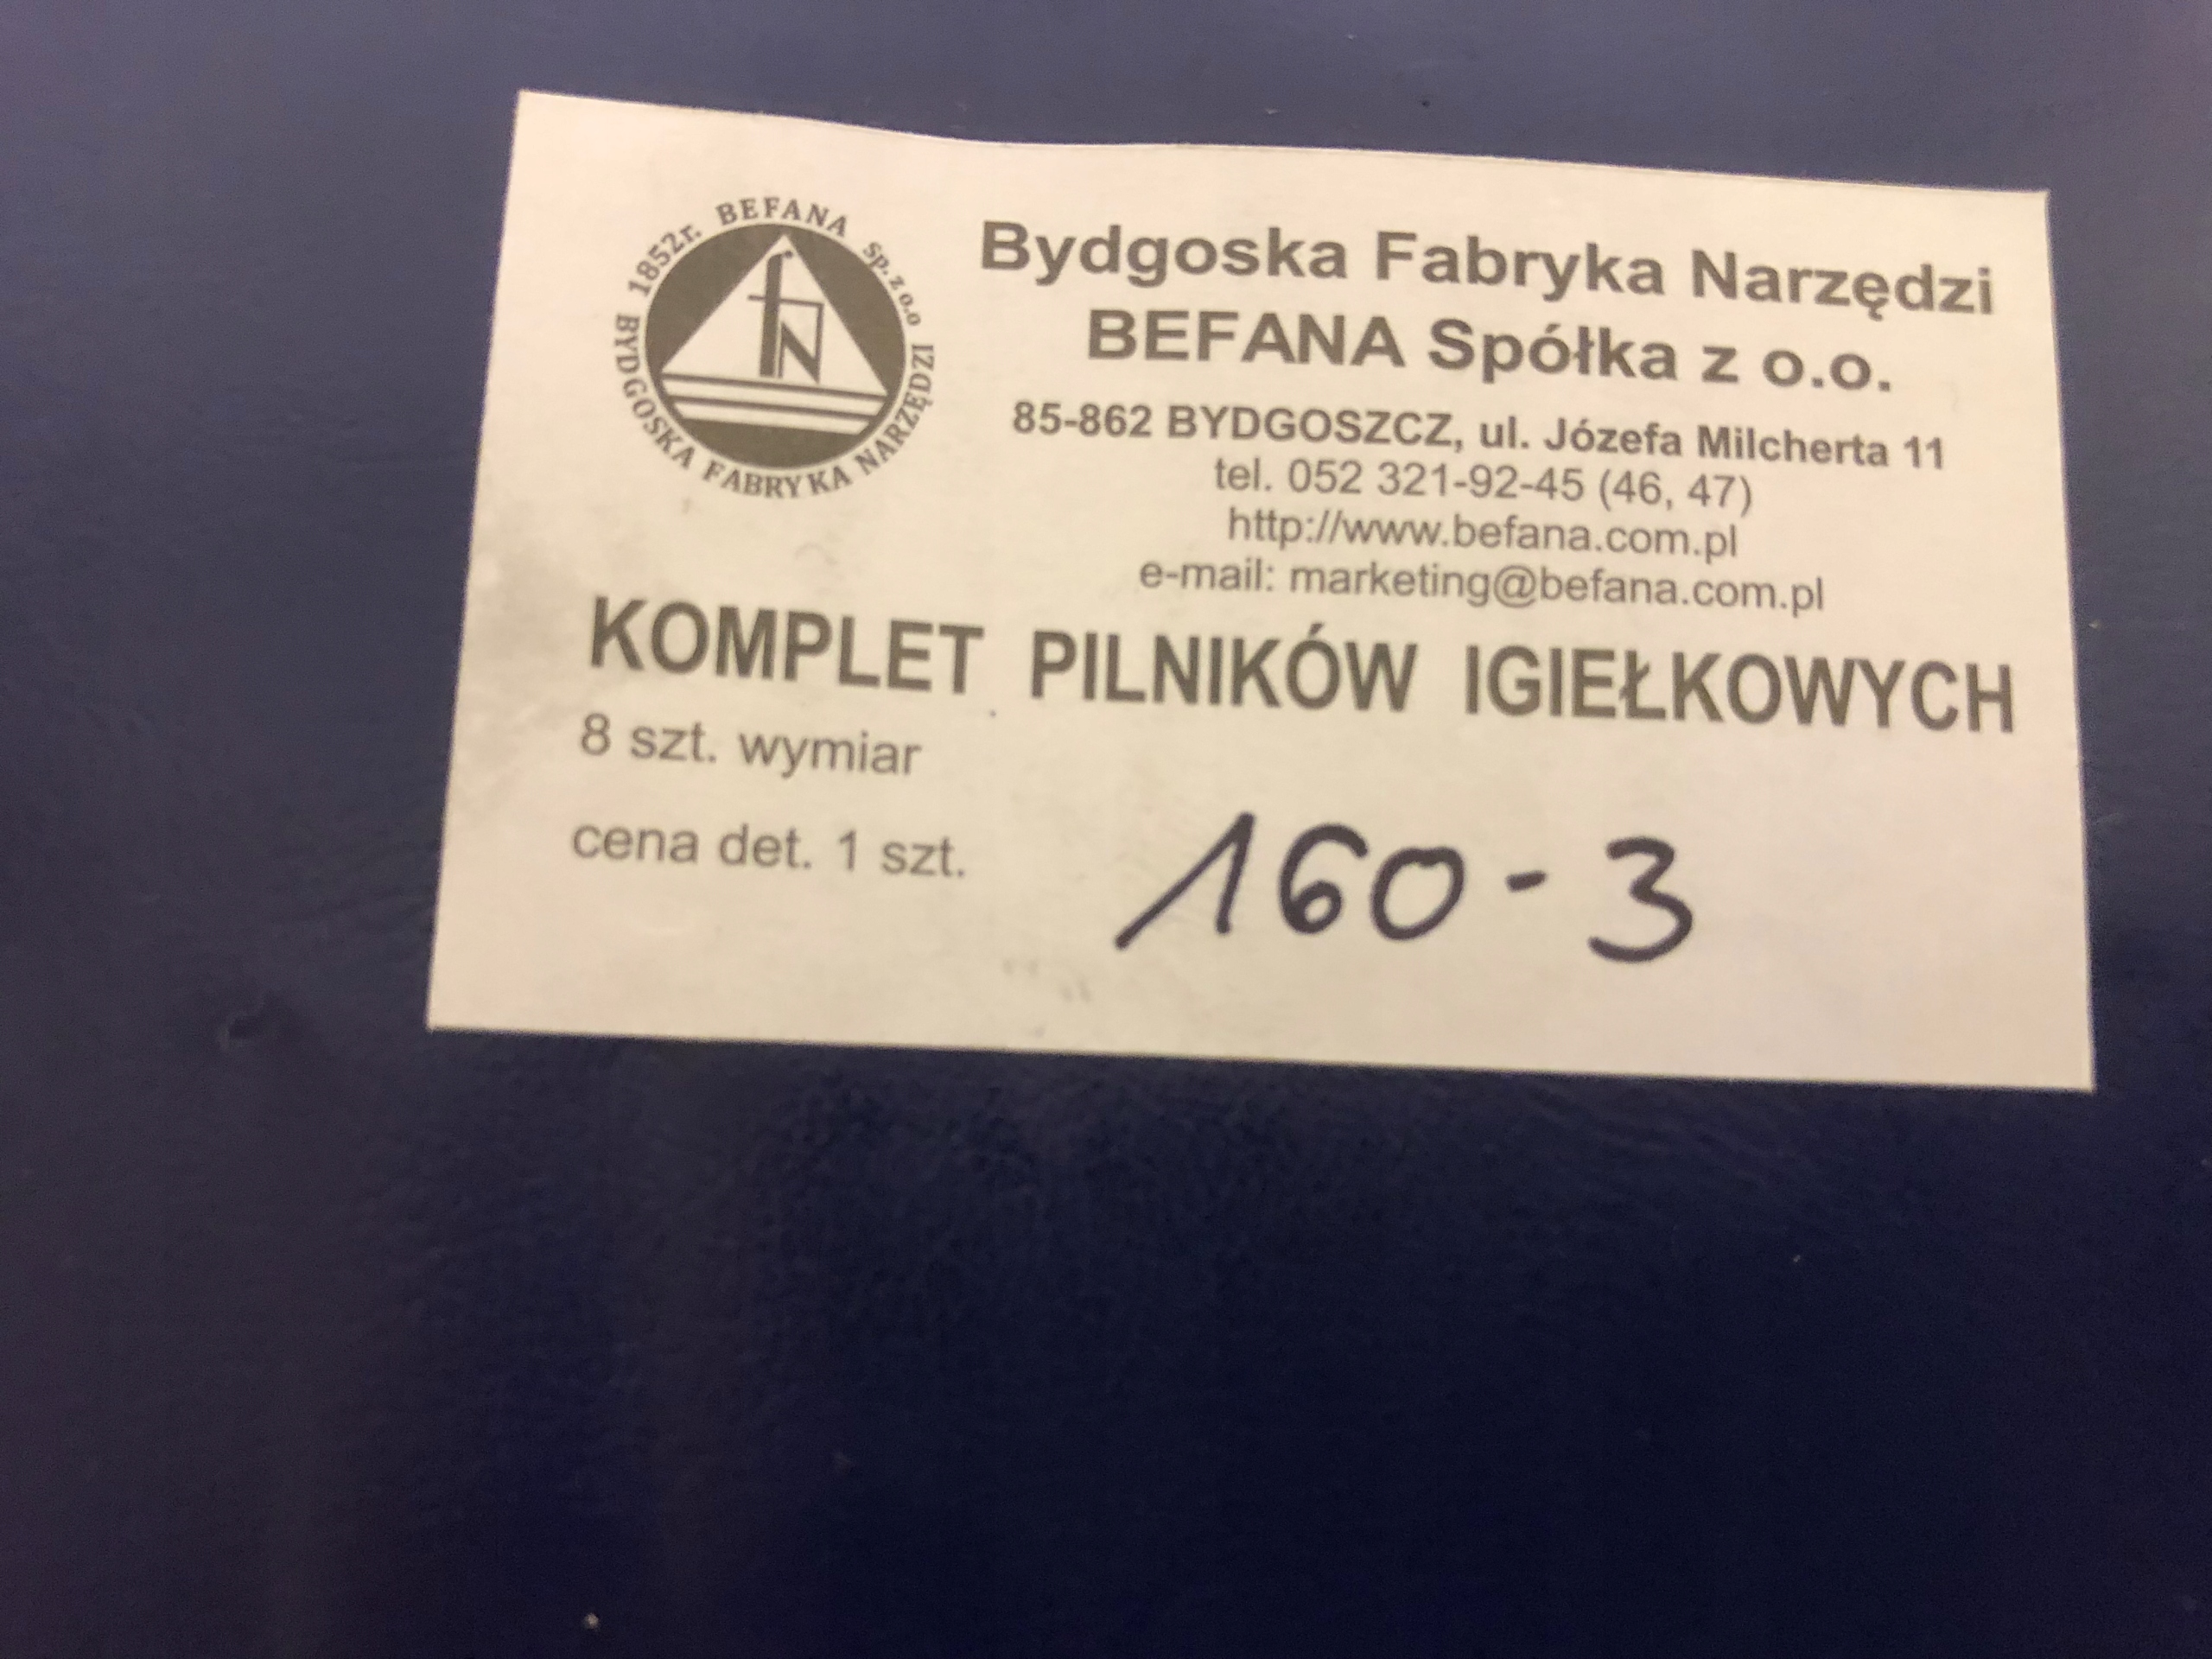 1852r. BEFANA Sp. z o.o
BYDGOSKA FABRYKA NARZĘDZI
fN
Bydgoska Fabryka Narzędzi
BEFANA Spółka z o.o.
85-862 BYDGOSZCZ, ul. Józefa Milcherta 11
tel. 052 321-92-45 (46, 47)
http://www.befana.com.pl
e-mail: marketing@befana.com.pl
KOMPLET PILNIKÓW IGIEŁKOWYCH
8 szt. wymiar
cena det. 1 szt.
160-3